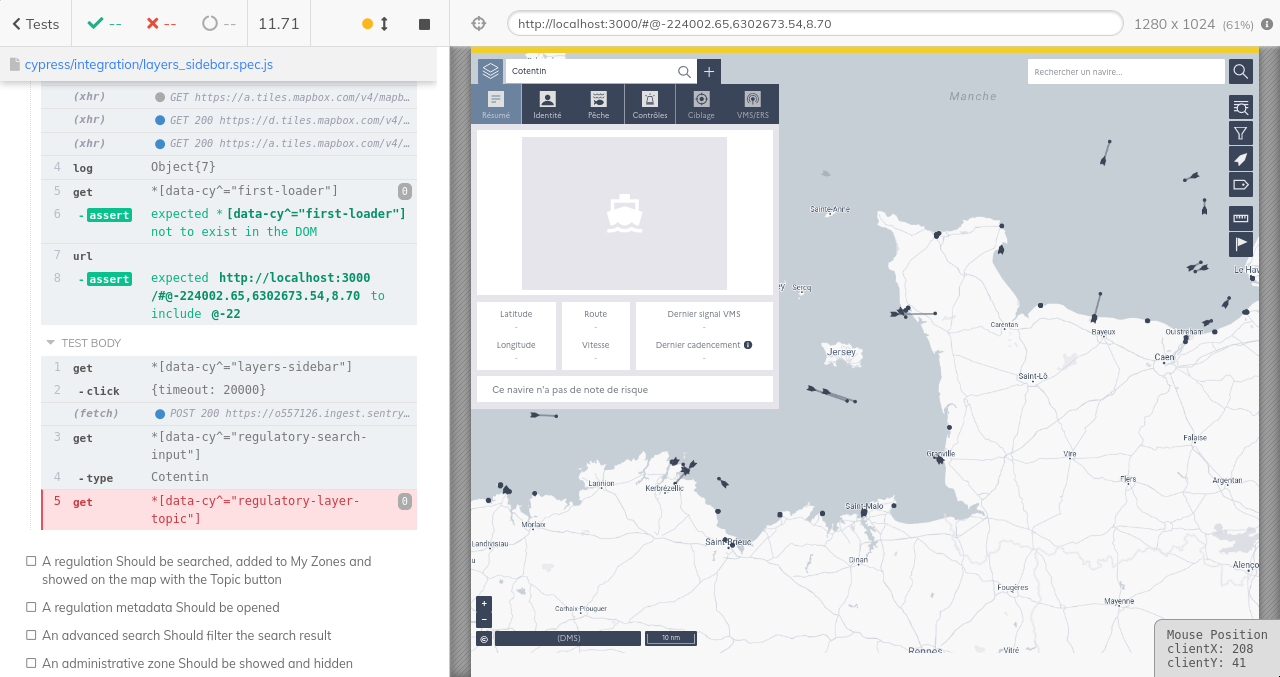 Tests
--
--
--
11.71
http://localhost:3000/#@-224002.65,6302673.54,8.70
1280 x 1024 (61%)
cypress/integration/layers_sidebar.spec.js
(xhr) GET https://a.tiles.mapbox.com/v4/mapb…
(xhr) GET 200 https://d.tiles.mapbox.com/v4/…
(xhr) GET 200 https://a.tiles.mapbox.com/v4/…
4 log Object{7}
5 get *[data-cy^="first-loader"] 0
6 -assert expected *[data-cy^="first-loader"]
not to exist in the DOM
7 url
8 -assert expected http://localhost:3000
/#@-224002.65,6302673.54,8.70 to
include @-22
TEST BODY
1 get *[data-cy^="layers-sidebar"]
2 -click {timeout: 20000}
(fetch) POST 200 https://o557126.ingest.sentry…
3 get *[data-cy^="regulatory-search-
input"]
4 -type Cotentin
5 get *[data-cy^="regulatory-layer-
topic"] 0
A regulation Should be searched, added to My Zones and
showed on the map with the Topic button
A regulation metadata Should be opened
An advanced search Should filter the search result
An administrative zone Should be showed and hidden
Cotentin
Rechercher un navire...
Résumé
Identité
Pêche
Contrôles
Ciblage
VMS/ERS
Latitude
-
Longitude
-
Route
-
Vitesse
-
Dernier signal VMS
-
Dernier cadencement
-
Ce navire n'a pas de note de risque
Manche
Sainte-Anne
ey
Sercq
Le Hav
Carentan
Bayeux
Ouistreham
Jersey
Caen
Saint-Lô
Granville
Vire
Falaise
Flers
Argentan
Lannion
Kerbrézellic
Morlaix
Landivisiau
u
Saint-Malo
Saint-Brieuc
Dinan
Alenço
Fougères
Mayenne
Carhaix-Plouguer
Rennes
Vitré
+
−
©
(DMS)
10 nm
Mouse Position
clientX: 208
clientY: 41